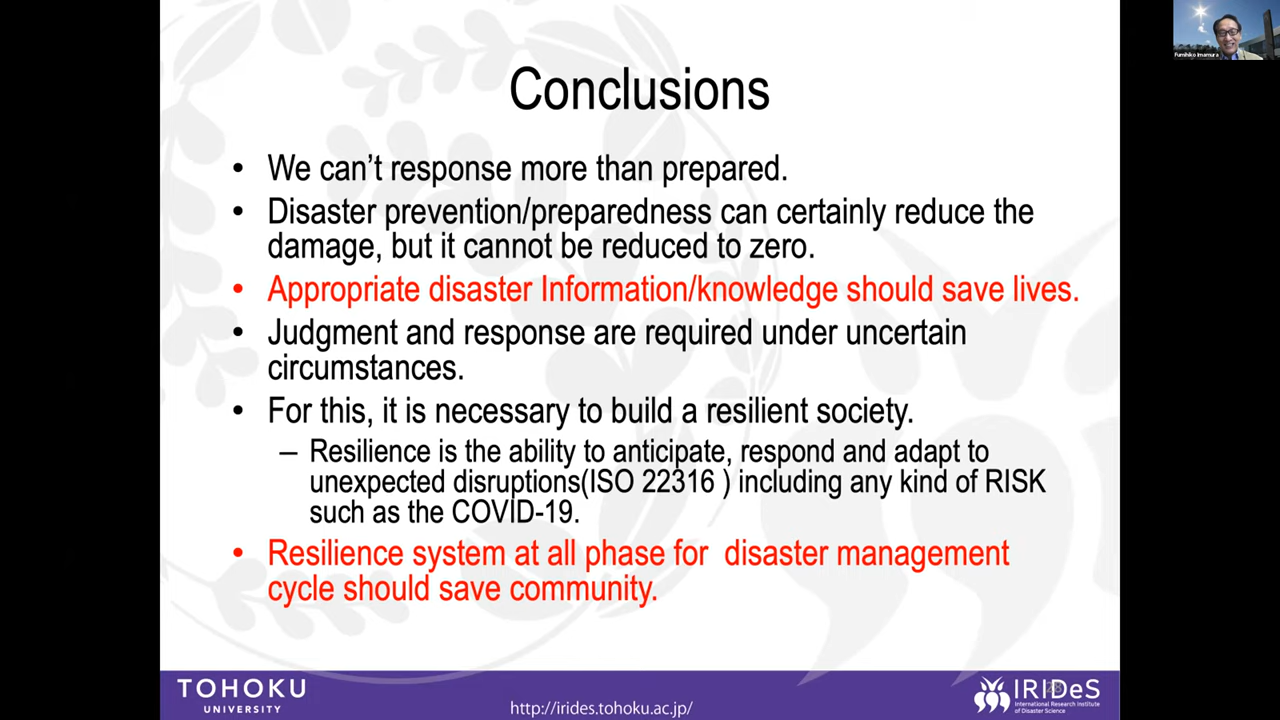 Fumihiko Imamura
Conclusions
• We can't response more than prepared.
• Disaster prevention/preparedness can certainly reduce the
damage, but it cannot be reduced to zero.
• Appropriate disaster Information/knowledge should save lives.
• Judgment and response are required under uncertain
circumstances.
• For this, it is necessary to build a resilient society.
– Resilience is the ability to anticipate, respond and adapt to
unexpected disruptions(ISO 22316 ) including any kind of RISK
such as the COVID-19.
• Resilience system at all phase for disaster management
cycle should save community.
TOHOKU
UNIVERSITY
http://irides.tohoku.ac.jp/
IRIDeS
International Research Institute
of Disaster Science